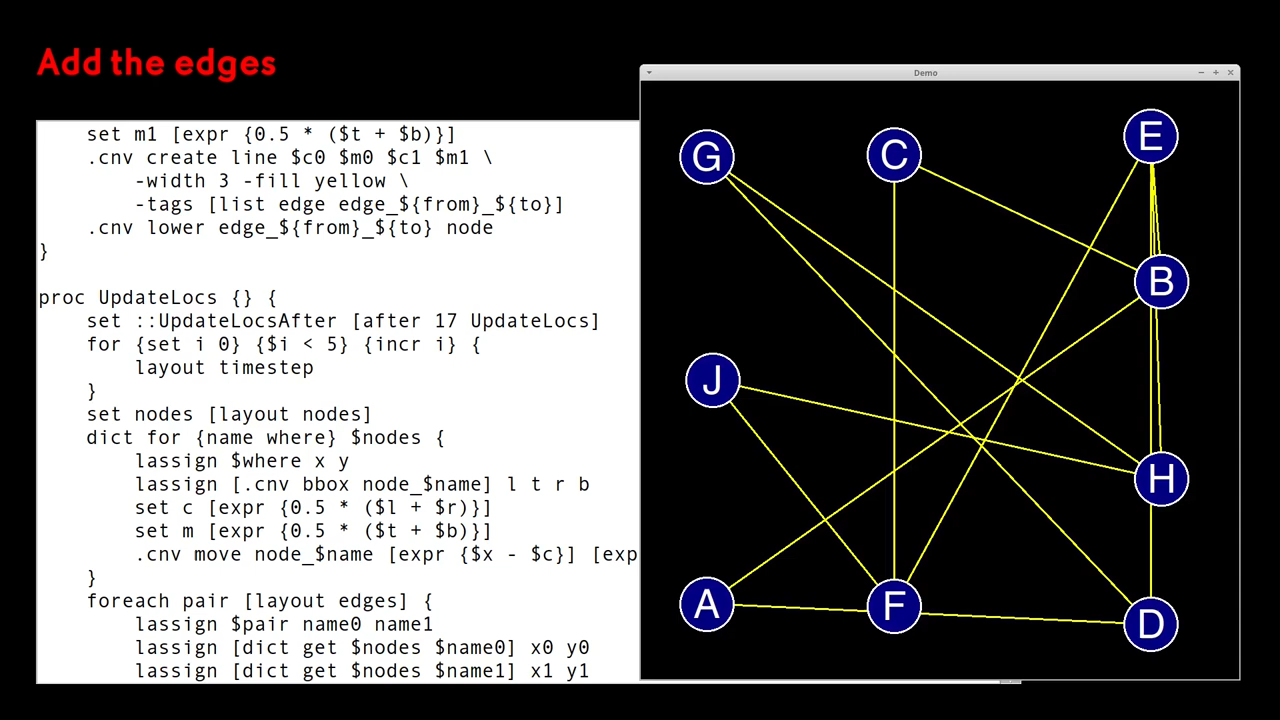 Add the edges
    set m1 [expr {0.5 * ($t + $b)}]
    .cnv create line $c0 $m0 $c1 $m1 \
        -width 3 -fill yellow \
        -tags [list edge edge_${from}_${to}]
    .cnv lower edge_${from}_${to} node
}
proc UpdateLocs {} {
    set ::UpdateLocsAfter [after 17 UpdateLocs]
    for {set i 0} {$i < 5} {incr i} {
        layout timestep
    }
    set nodes [layout nodes]
    dict for {name where} $nodes {
        lassign $where x y
        lassign [.cnv bbox node_$name] l t r b
        set c [expr {0.5 * ($l + $r)}]
        set m [expr {0.5 * ($t + $b)}]
        .cnv move node_$name [expr {$x - $c}] [exp
    }
    foreach pair [layout edges] {
        lassign $pair name0 name1
        lassign [dict get $nodes $name0] x0 y0
        lassign [dict get $nodes $name1] x1 y1
Demo
G
C
E
B
J
H
A
F
D